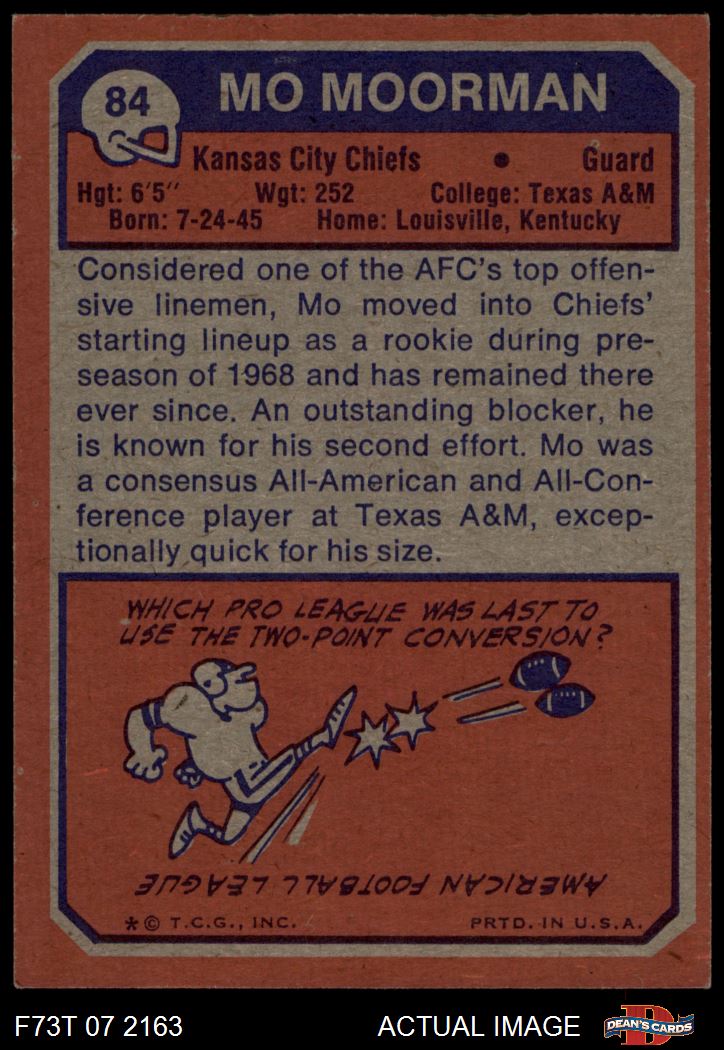 84
MO MOORMAN
Kansas City Chiefs • Guard
Hgt: 6'5" Wgt: 252 College: Texas A&M
Born: 7-24-45 Home: Louisville, Kentucky
Considered one of the AFC's top offen-
sive linemen, Mo moved into Chiefs'
starting lineup as a rookie during pre-
season of 1968 and has remained there
ever since. An outstanding blocker, he
is known for his second effort. Mo was
a consensus All-American and All-Con-
ference player at Texas A&M, excep-
tionally quick for his size.
WHICH PRO LEAGUE WAS LAST TO
USE THE TWO-POINT CONVERSION?
AMERICAN FOOTBALL LEAGUE
*© T.C.G., INC. PRTD. IN U.S.A.
F73T 07 2163 ACTUAL IMAGE
D
DEAN'S CARDS